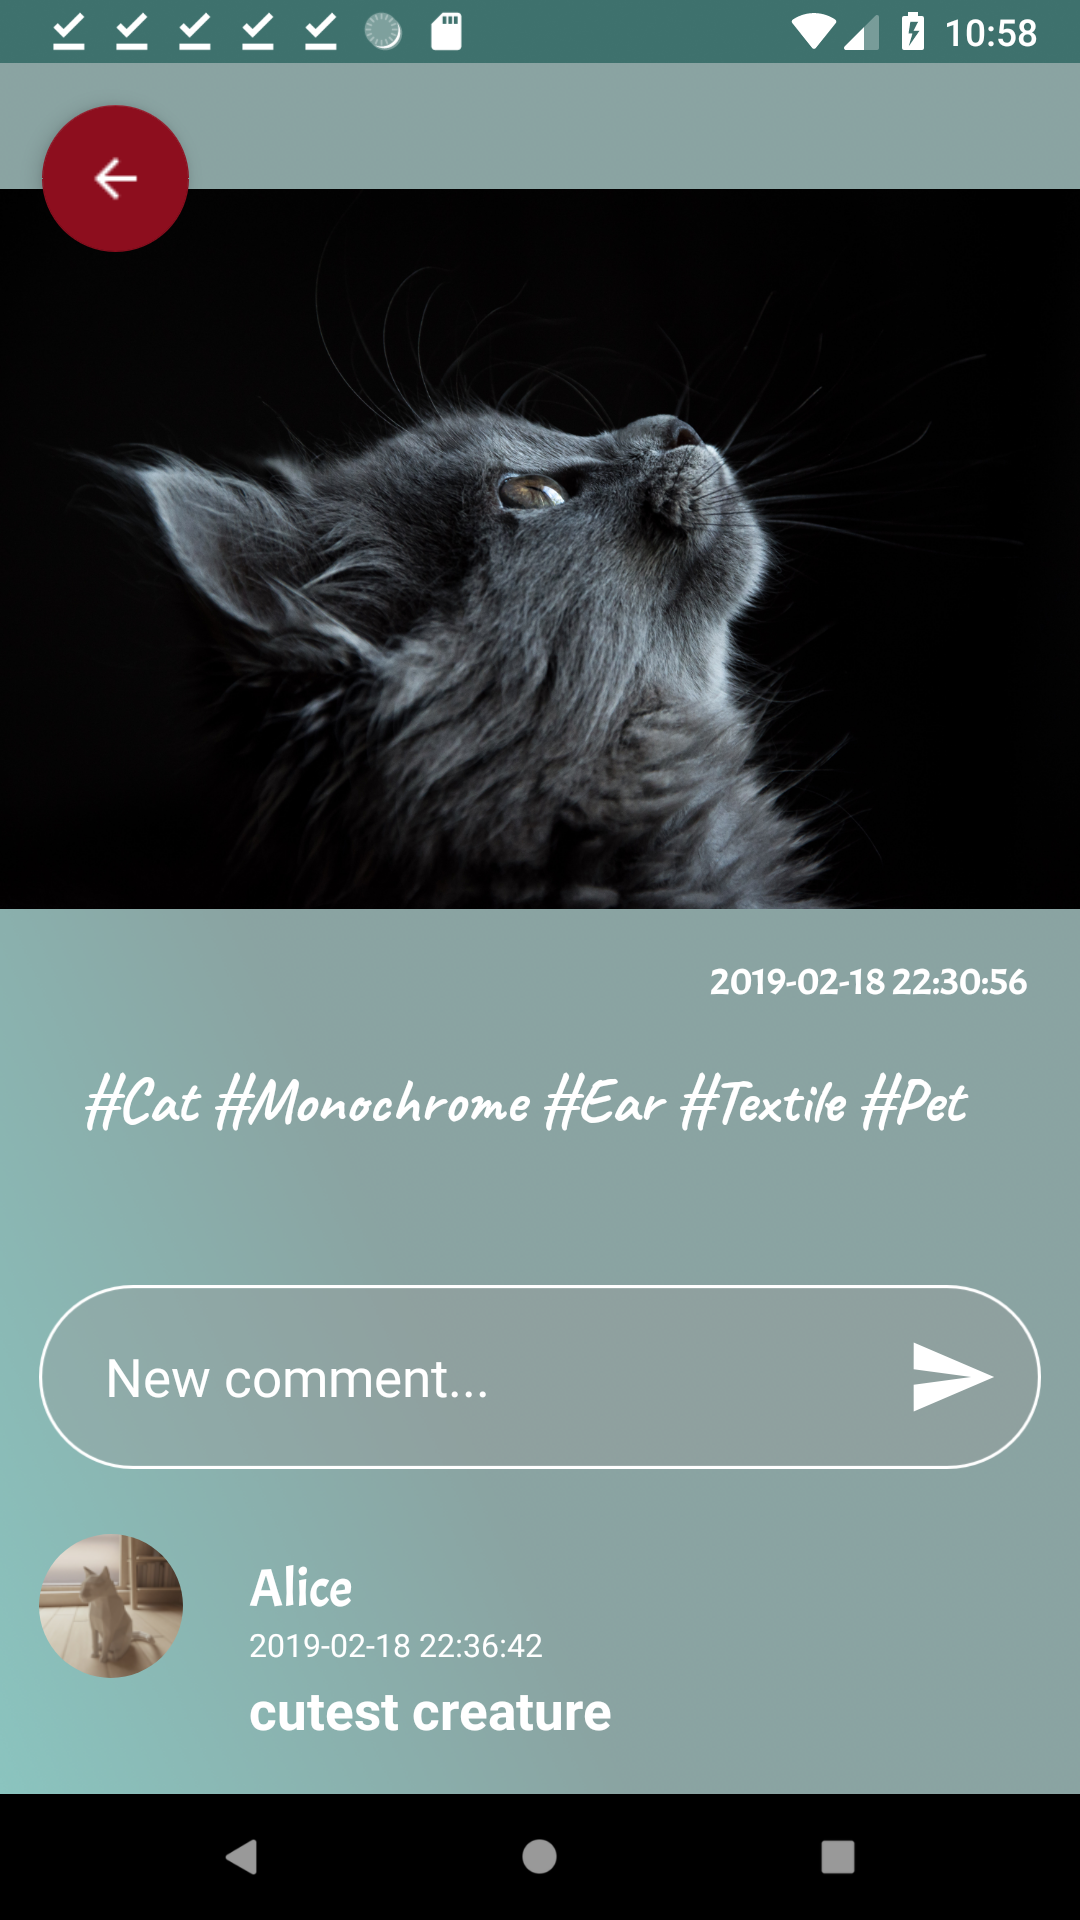 10:58
2019-02-18 22:30:56
#Cat #Monochrome #Ear #Textile #Pet
New comment...
Alice
2019-02-18 22:36:42
cutest creature